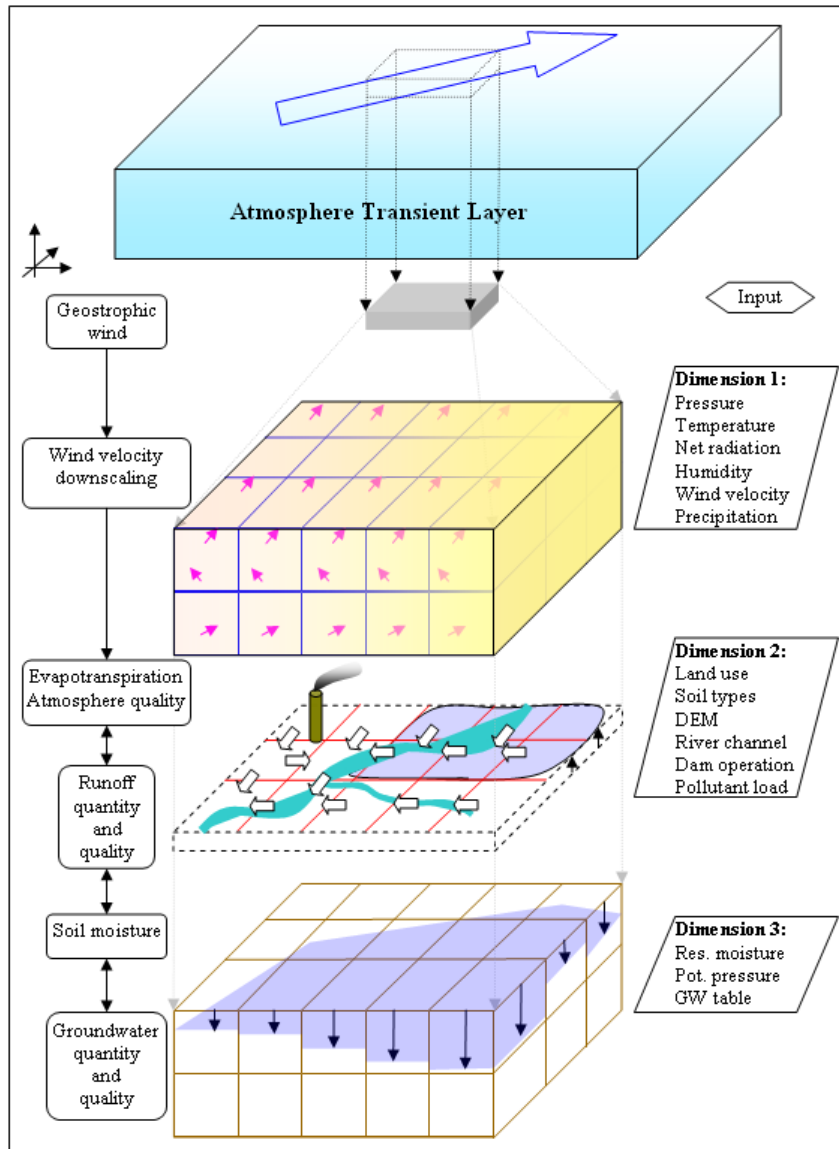 Atmosphere Transient Layer
Geostrophic
wind
Input
Wind velocity
downscaling
Dimension 1:
Pressure
Temperature
Net radiation
Humidity
Wind velocity
Precipitation
Evapotranspiration
Atmosphere quality
Dimension 2:
Land use
Soil types
DEM
River channel
Dam operation
Pollutant load
Runoff
quantity
and
quality
Soil moisture
Dimension 3:
Res. moisture
Pot. pressure
GW table
Groundwater
quantity
and
quality